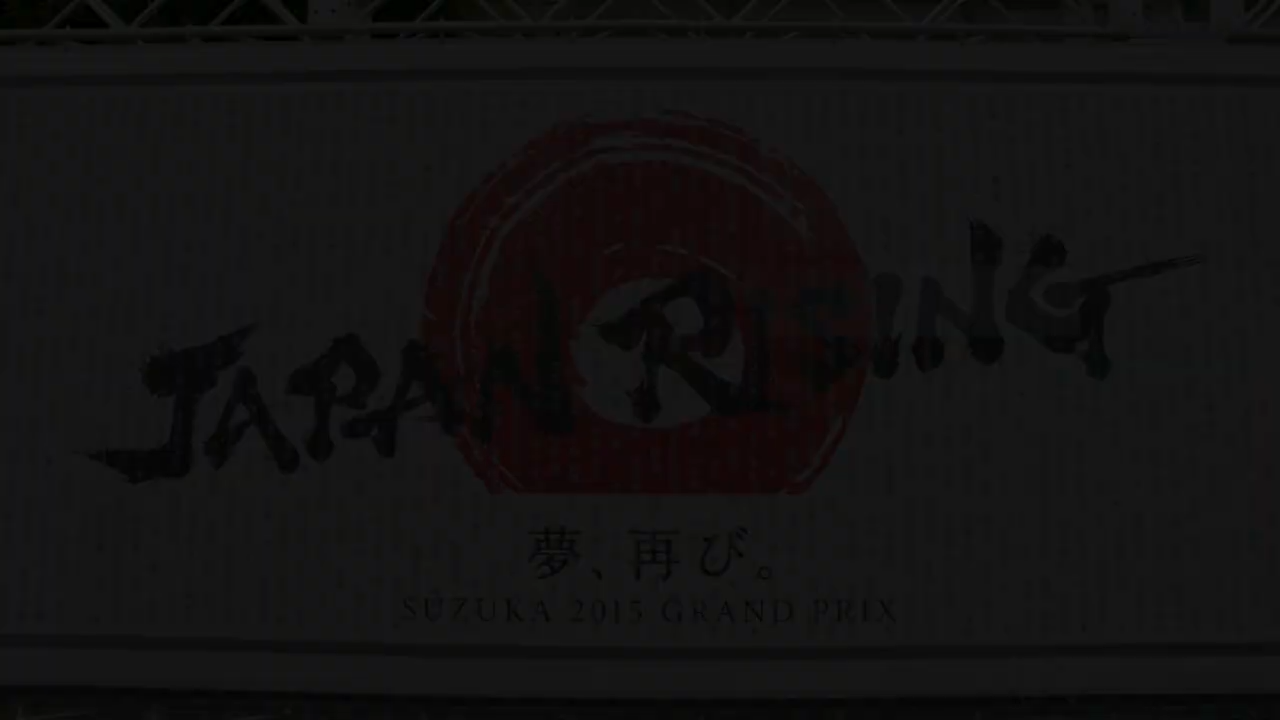 JAPAN RISING
夢、再び。
SUZUKA 2015 GRAND PRIX